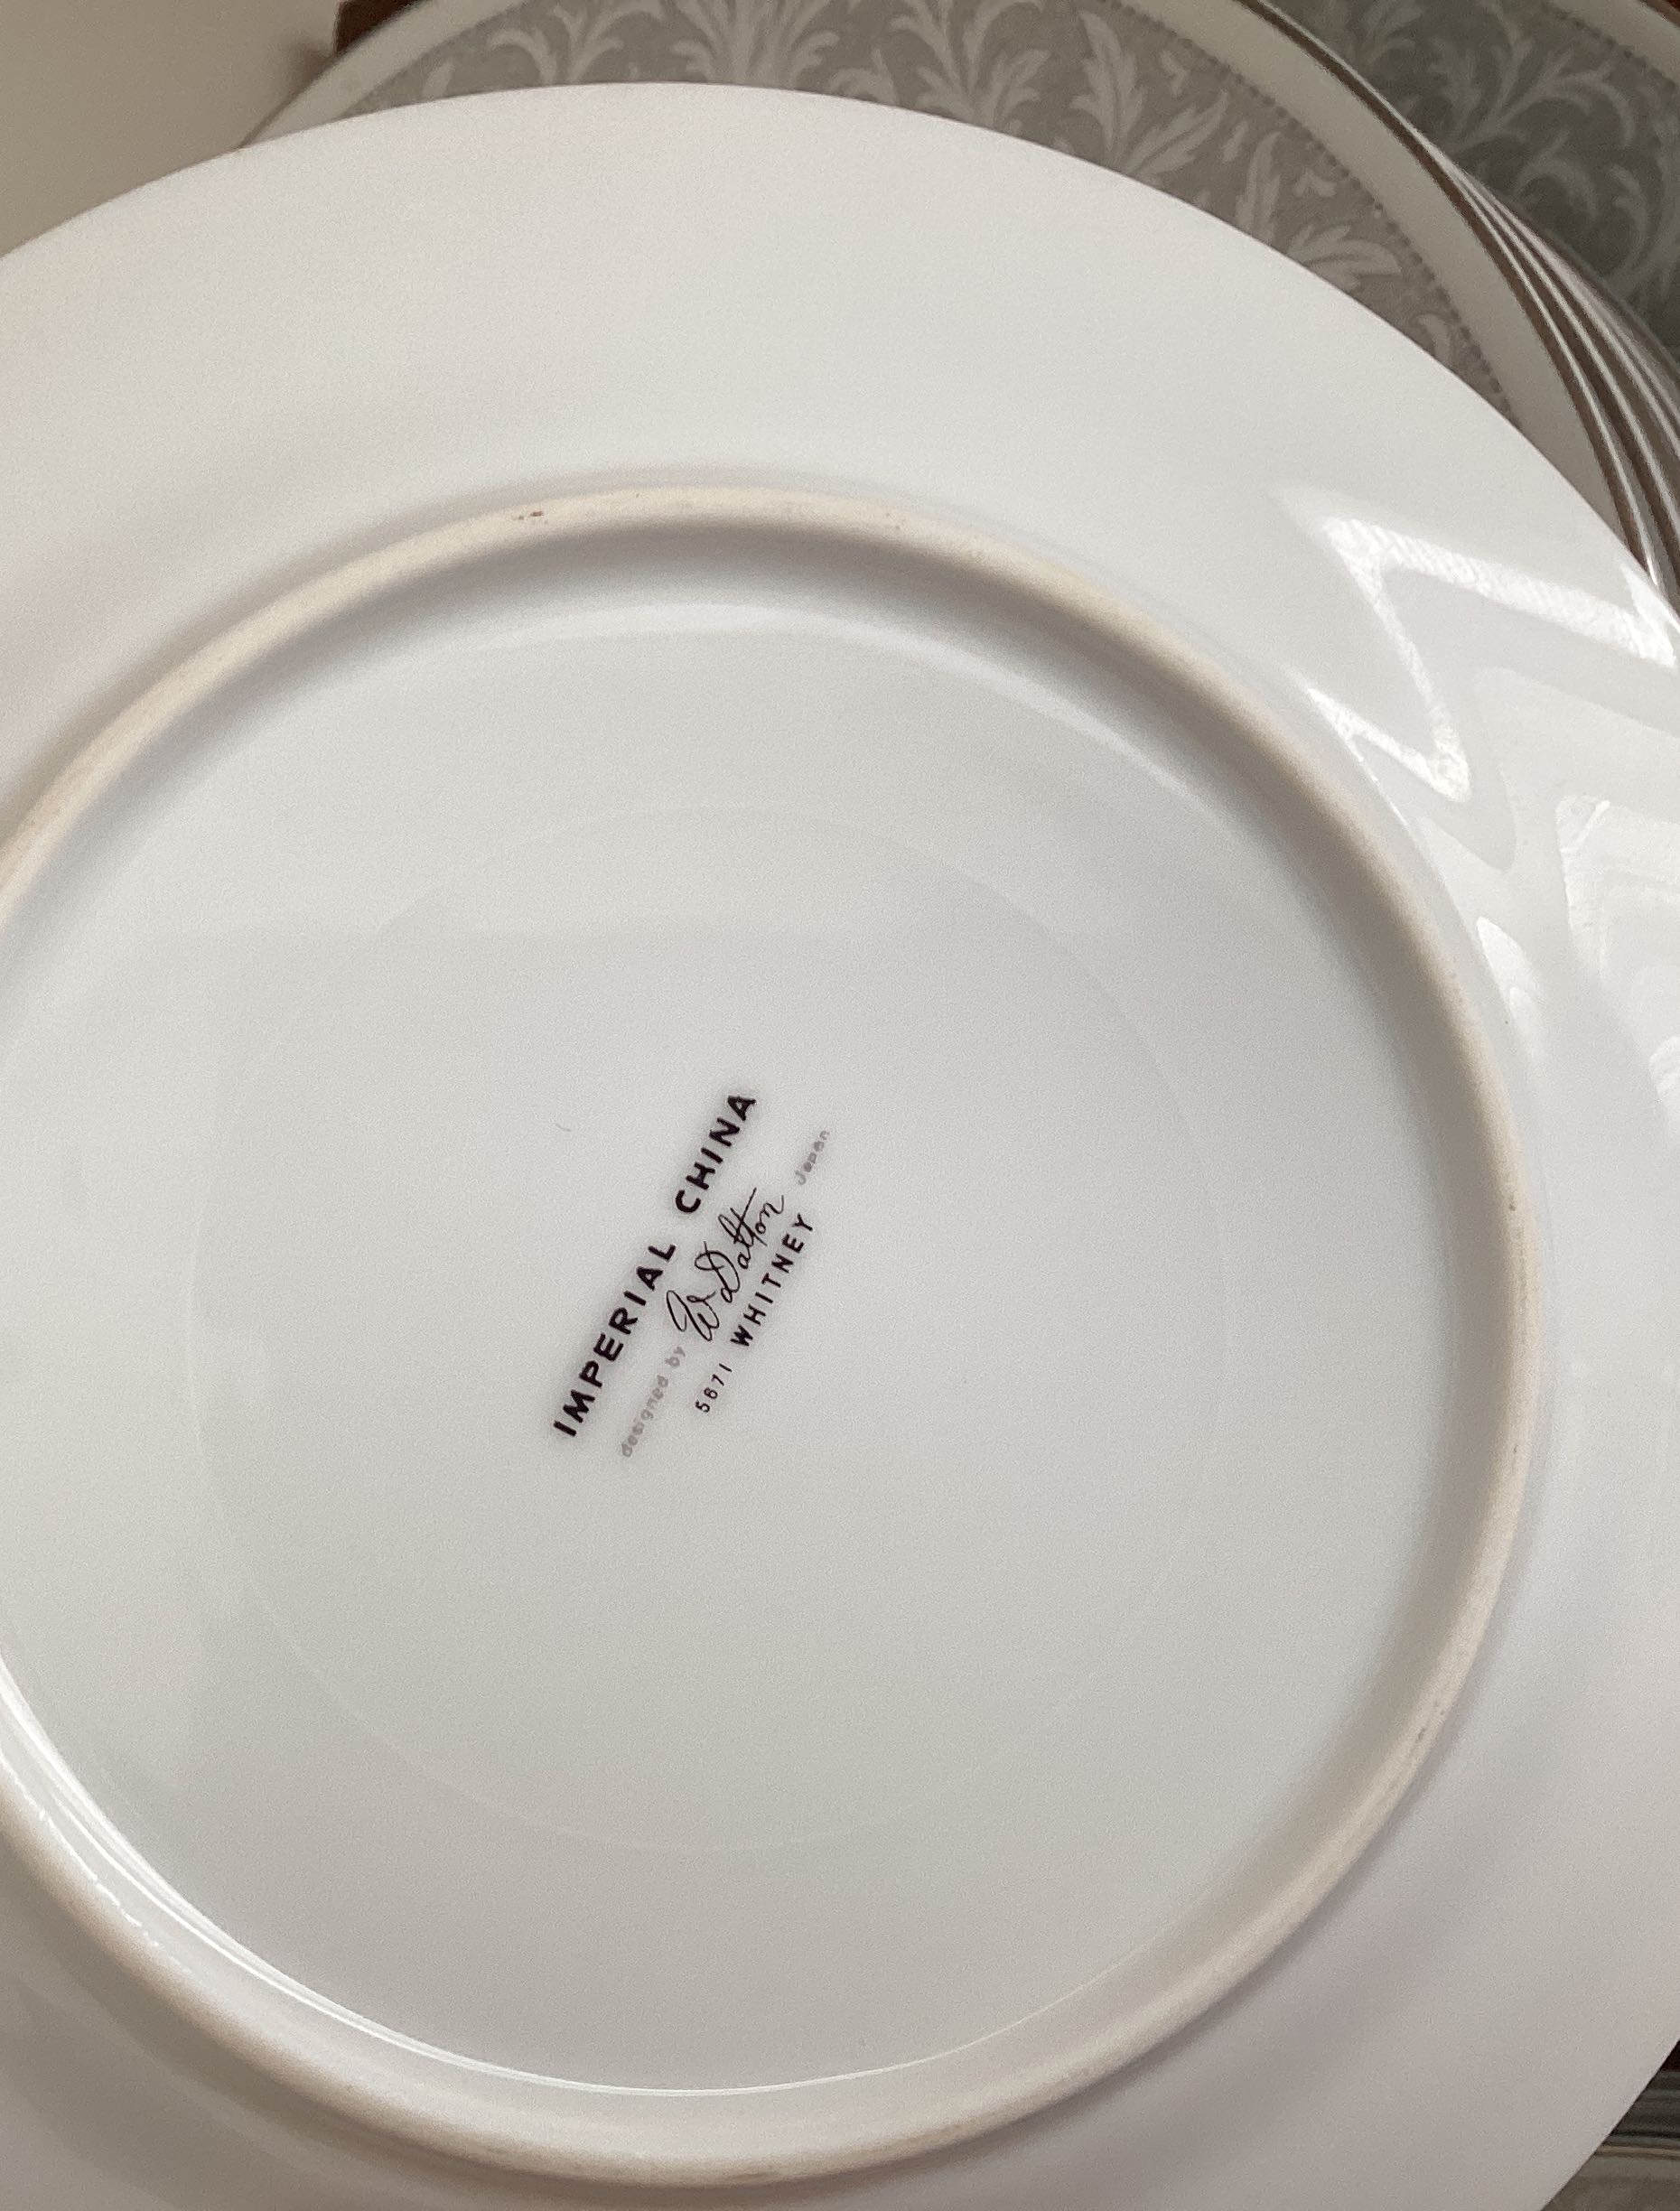 IMPERIAL CHINA
designed by W. Dalton Japan
5671 WHITNEY